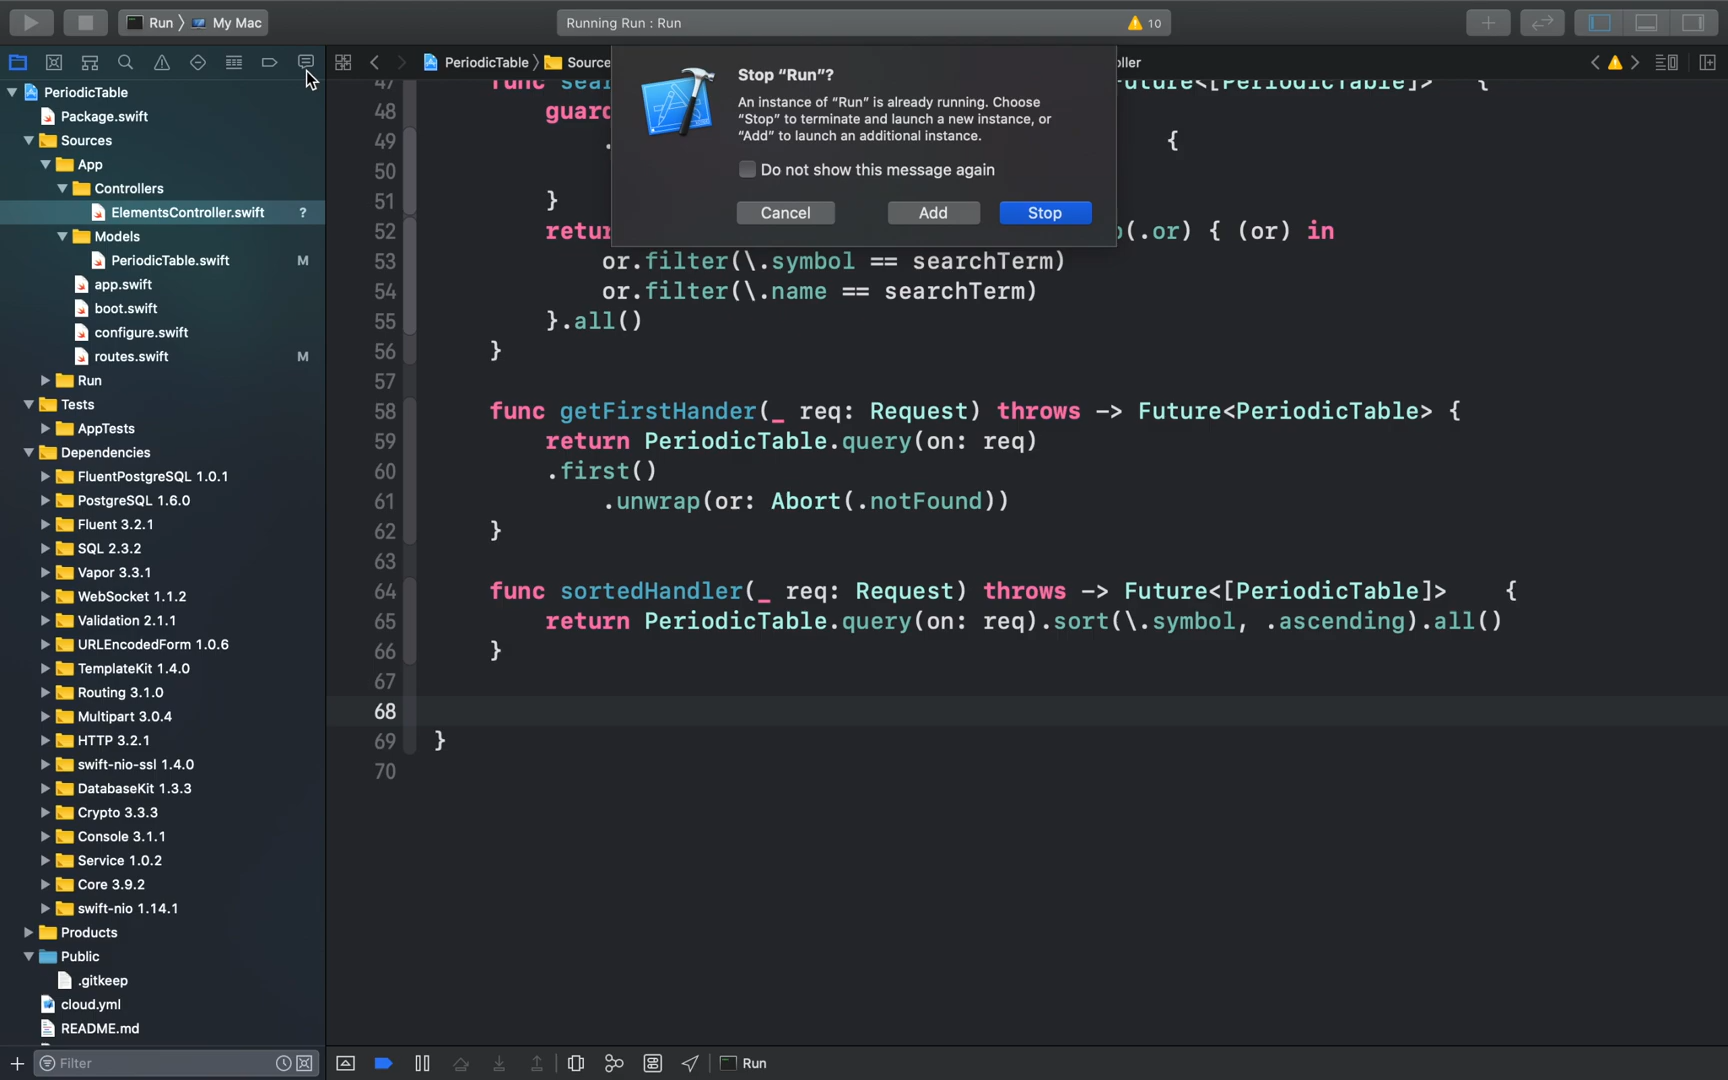 Run 〉 My Mac
Running Run : Run
10
PeriodicTable 〉 Source
ller
PeriodicTable
Package.swift
Sources
App
Controllers
ElementsController.swift ?
Models
PeriodicTable.swift M
app.swift
boot.swift
configure.swift
routes.swift M
Run
Tests
AppTests
Dependencies
FluentPostgreSQL 1.0.1
PostgreSQL 1.6.0
Fluent 3.2.1
SQL 2.3.2
Vapor 3.3.1
WebSocket 1.1.2
Validation 2.1.1
URLEncodedForm 1.0.6
TemplateKit 1.4.0
Routing 3.1.0
Multipart 3.0.4
HTTP 3.2.1
swift-nio-ssl 1.4.0
DatabaseKit 1.3.3
Crypto 3.3.3
Console 3.1.1
Service 1.0.2
Core 3.9.2
swift-nio 1.14.1
Products
Public
.gitkeep
cloud.yml
README.md
Filter
Stop “Run”?
An instance of “Run” is already running. Choose
“Stop” to terminate and launch a new instance, or
“Add” to launch an additional instance.
Do not show this message again
Cancel Add Stop
47 func sear Future<[PeriodicTable]> {
48 guard
49 . {
50
51 }
52 retur (.or) { (or) in
53 or.filter(\.symbol == searchTerm)
54 or.filter(\.name == searchTerm)
55 }.all()
56 }
57
58 func getFirstHander(_ req: Request) throws -> Future<PeriodicTable> {
59 return PeriodicTable.query(on: req)
60 .first()
61 .unwrap(or: Abort(.notFound))
62 }
63
64 func sortedHandler(_ req: Request) throws -> Future<[PeriodicTable]> {
65 return PeriodicTable.query(on: req).sort(\.symbol, .ascending).all()
66 }
67
68
69 }
70
Run